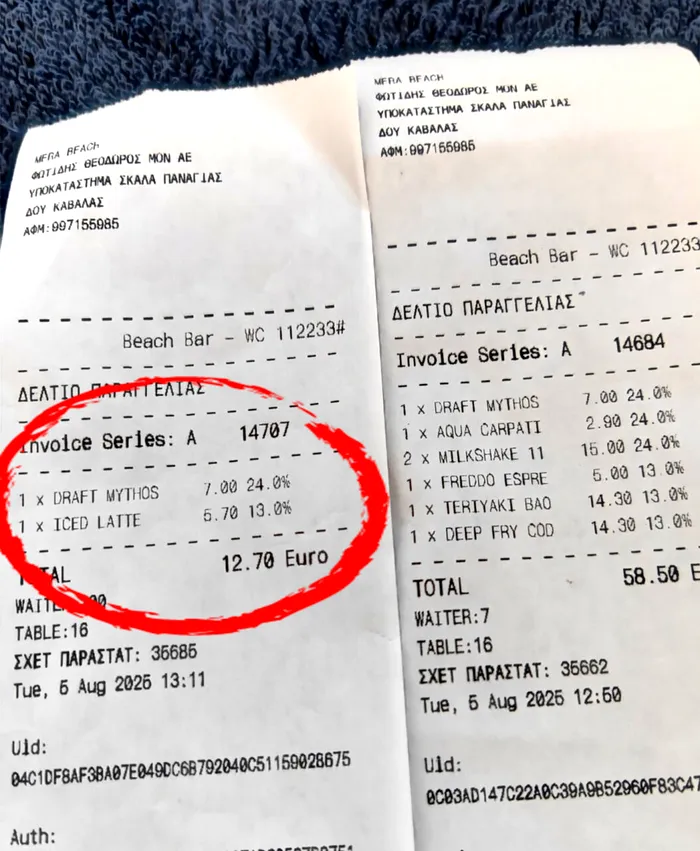 MERA BEACH
ΦΩΤΙΔΗΣ ΘΕΟΔΩΡΟΣ ΜΟΝ ΑΕ
ΥΠΟΚΑΤΑΣΤΗΜΑ ΣΚΑΛΑ ΠΑΝΑΓΙΑΣ
ΔΟΥ ΚΑΒΑΛΑΣ
ΑΦΜ:997155985
Beach Bar - WC 112233#
ΔΕΛΤΙΟ ΠΑΡΑΓΓΕΛΙΑΣ
Invoice Series: A 14707
1 x DRAFT MYTHOS 7.00 24.0%
1 x ICED LATTE 5.70 13.0%
TOTAL 12.70 Euro
TABLE:16
ΣΧΕΤ ΠΑΡΑΣΤΑΤ: 35685
Tue, 5 Aug 2025 13:11
Uid:
04C1DF8AF3BA07E049DC6B792040C51159028675
Auth:
MERA BEACH
ΦΩΤΙΔΗΣ ΘΕΟΔΩΡΟΣ ΜΟΝ ΑΕ
ΥΠΟΚΑΤΑΣΤΗΜΑ ΣΚΑΛΑ ΠΑΝΑΓΙΑΣ
ΔΟΥ ΚΑΒΑΛΑΣ
ΑΦΜ:997155985
Beach Bar - WC 112233
ΔΕΛΤΙΟ ΠΑΡΑΓΓΕΛΙΑΣ
Invoice Series: A 14684
1 x DRAFT MYTHOS 7.00 24.0%
1 x AQUA CARPATI 2.90 24.0%
2 x MILKSHAKE 11 15.00 24.0%
1 x FREDDO ESPRE 5.00 13.0%
1 x TERIYAKI BAO 14.30 13.0%
1 x DEEP FRY COD 14.30 13.0%
TOTAL 58.50 E
WAITER:7
TABLE:16
ΣΧΕΤ ΠΑΡΑΣΤΑΤ: 35662
Tue, 5 Aug 2025 12:50
Uid:
0C03AD147C22A0C39A9B52960F83C47